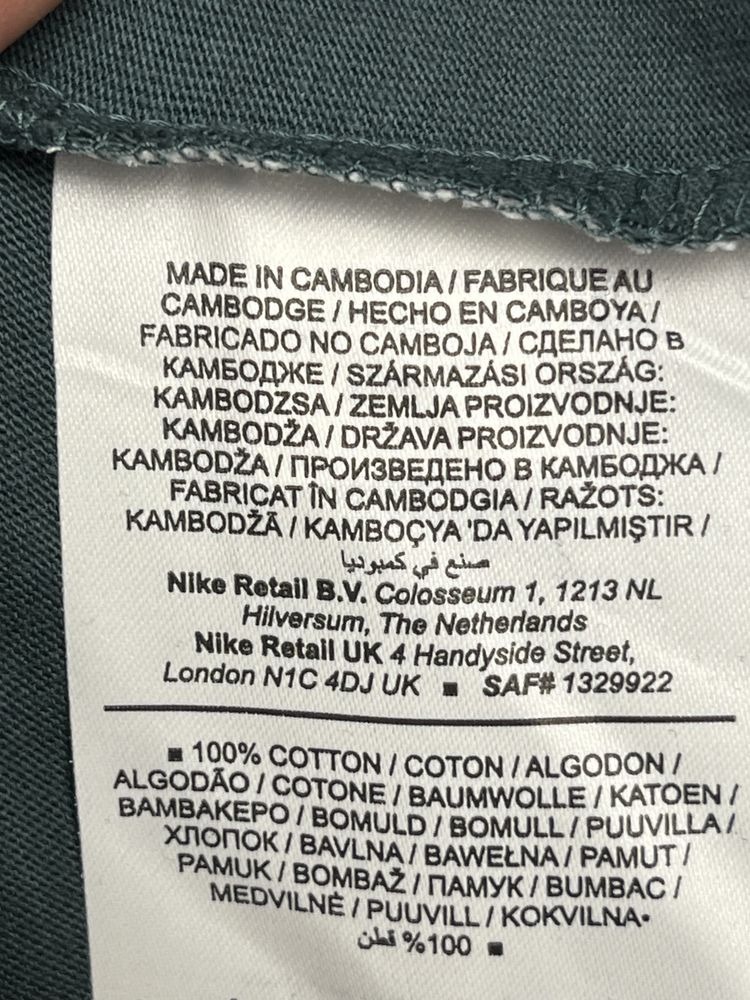 MADE IN CAMBODIA / FABRIQUE AU
CAMBODGE / HECHO EN CAMBOYA /
FABRICADO NO CAMBOJA / СДЕЛАНО В
КАМБОДЖЕ / SZÁRMAZÁSI ORSZÁG:
KAMBODZSA / ZEMLJA PROIZVODNJE:
KAMBODŽA / DRŽAVA PROIZVODNJE:
KAMBODŽA / ПРОИЗВЕДЕНО В КАМБОДЖА /
FABRICAT ÎN CAMBODGIA / RAŽOTS:
KAMBODŽĀ / KAMBOÇYA 'DA YAPILMIŞTIR /
صنع في كمبوديا
Nike Retail B.V. Colosseum 1, 1213 NL
Hilversum, The Netherlands
Nike Retail UK 4 Handyside Street,
London N1C 4DJ UK ■ SAF# 1329922
■ 100% COTTON / COTON / ALGODON /
ALGODÃO / COTONE / BAUMWOLLE / KATOEN /
ΒΑΜΒΑΚΕΡΟ / BOMULD / BOMULL / PUUVILLA /
ХЛОПОК / BAVLNA / BAWEŁNA / PAMUT /
PAMUK / BOMBAŽ / ПАМУК / BUMBAC /
MEDVILNĖ / PUUVILL / KOKVILNA•
100% قطن ■